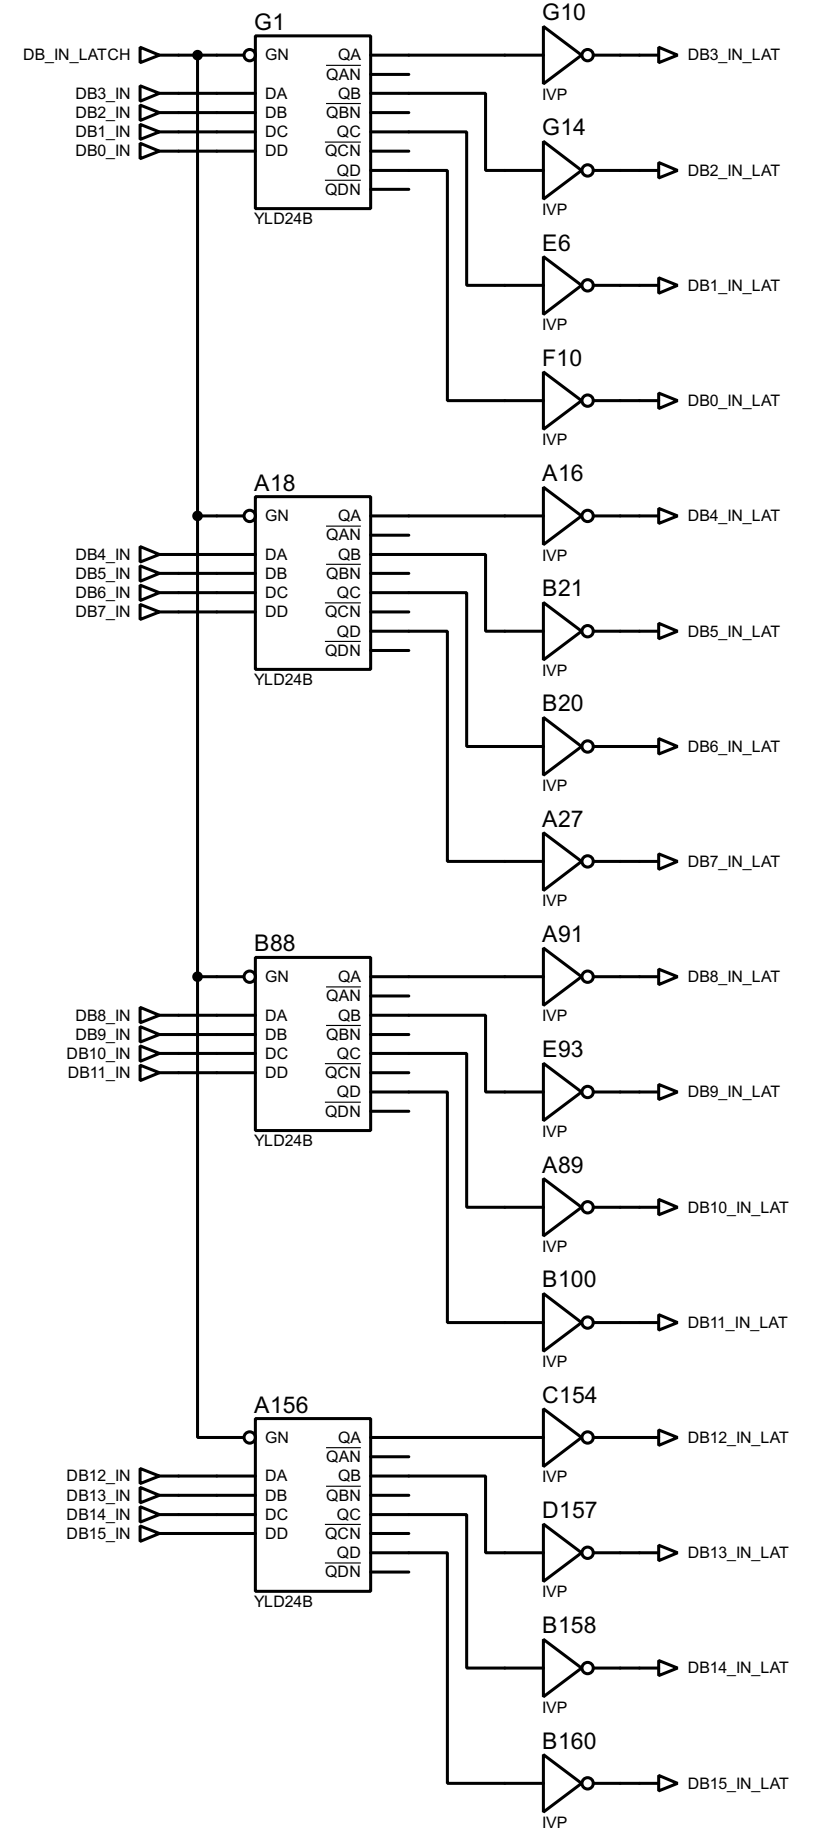 G1
G10
DB_IN_LATCH
GN
QA
DB3_IN_LAT
QAN
DB3_IN
DA
QB
IVP
DB2_IN
DB
QBN
DB1_IN
DC
QC
G14
DB0_IN
DD
QCN
QD
DB2_IN_LAT
QDN
YLD24B
IVP
E6
DB1_IN_LAT
IVP
F10
DB0_IN_LAT
IVP
A18
A16
GN
QA
DB4_IN_LAT
QAN
DB4_IN
DA
QB
IVP
DB5_IN
DB
QBN
DB6_IN
DC
QC
B21
DB7_IN
DD
QCN
QD
DB5_IN_LAT
QDN
YLD24B
IVP
B20
DB6_IN_LAT
IVP
A27
DB7_IN_LAT
IVP
B88
A91
GN
QA
DB8_IN_LAT
QAN
DB8_IN
DA
QB
IVP
DB9_IN
DB
QBN
DB10_IN
DC
QC
E93
DB11_IN
DD
QCN
QD
DB9_IN_LAT
QDN
YLD24B
IVP
A89
DB10_IN_LAT
IVP
B100
DB11_IN_LAT
IVP
A156
C154
GN
QA
DB12_IN_LAT
QAN
DB12_IN
DA
QB
IVP
DB13_IN
DB
QBN
DB14_IN
DC
QC
D157
DB15_IN
DD
QCN
QD
DB13_IN_LAT
QDN
YLD24B
IVP
B158
DB14_IN_LAT
IVP
B160
DB15_IN_LAT
IVP